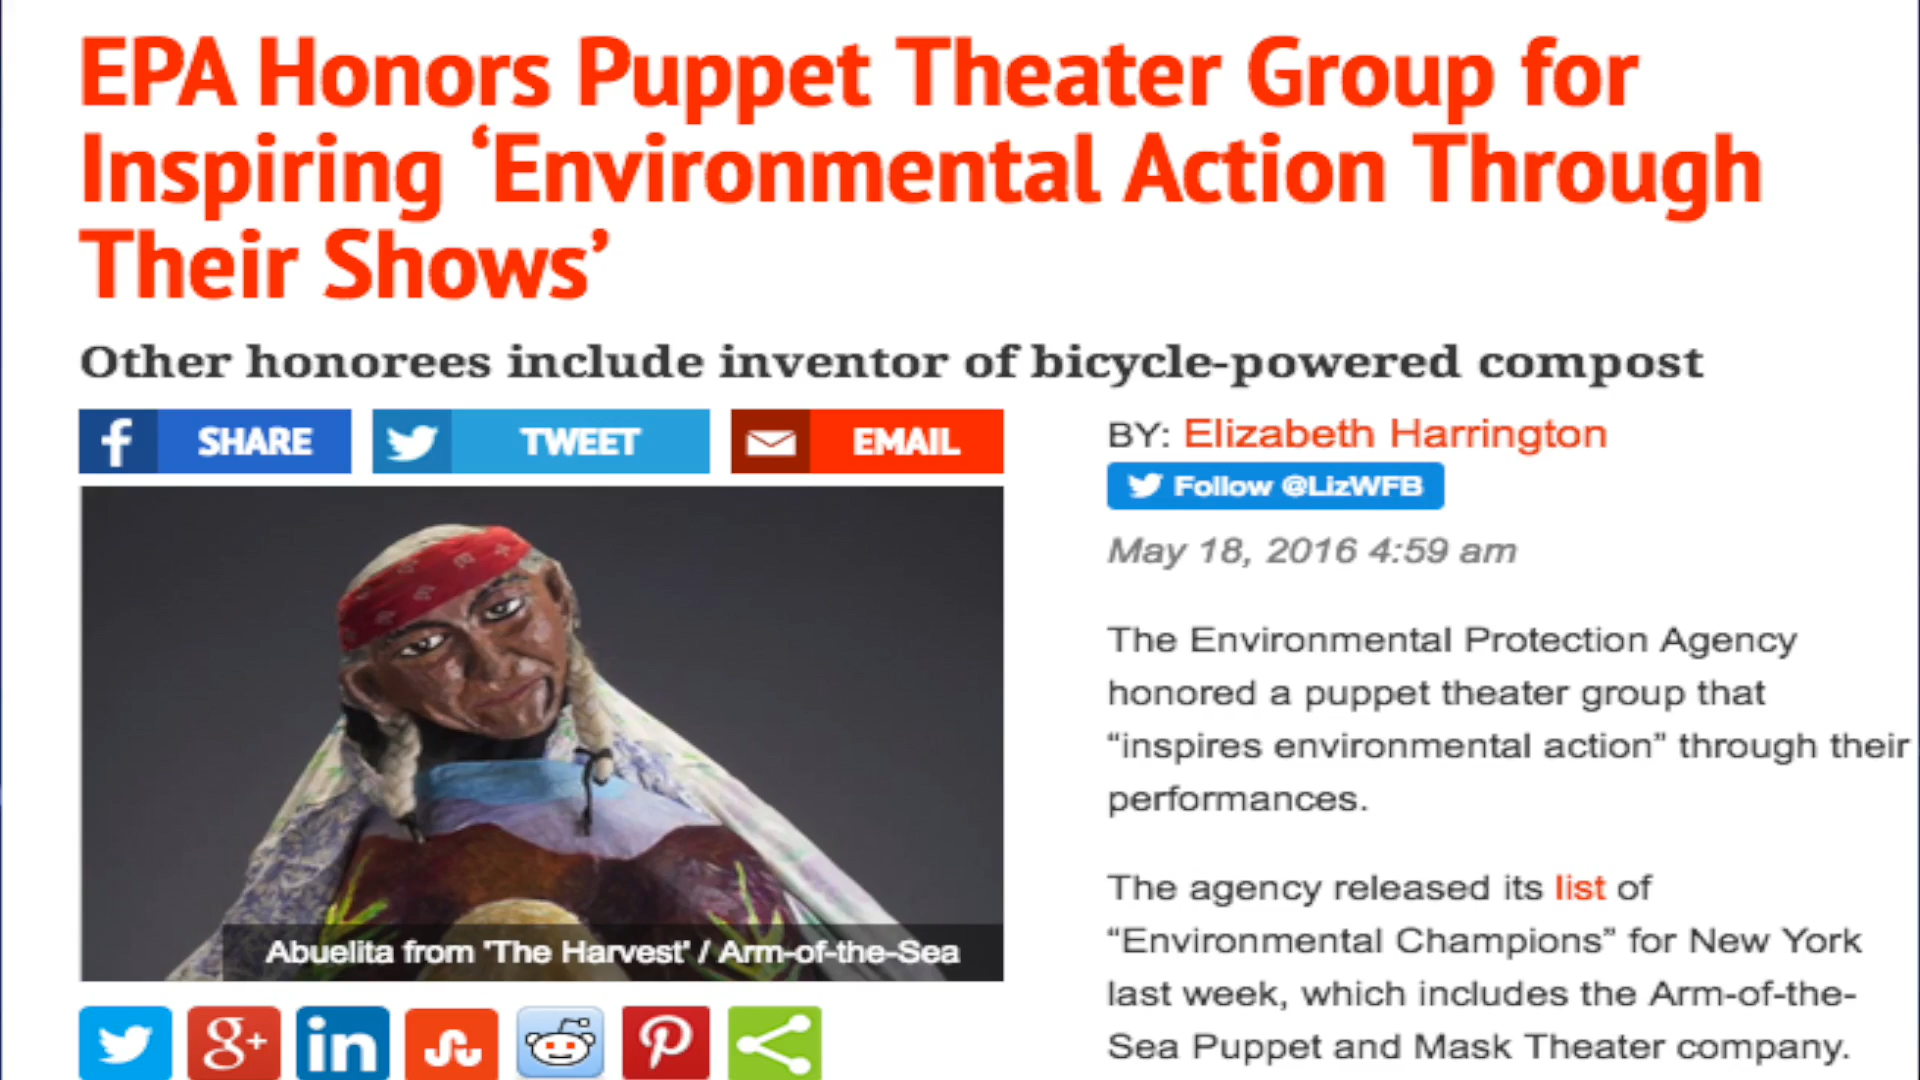 EPA Honors Puppet Theater Group for
Inspiring ‘Environmental Action Through
Their Shows’
Other honorees include inventor of bicycle-powered compost
f SHARE
TWEET
EMAIL
Abuelita from 'The Harvest' / Arm-of-the-Sea
g+
in
BY: Elizabeth Harrington
Follow @LizWFB
May 18, 2016 4:59 am
The Environmental Protection Agency
honored a puppet theater group that
“inspires environmental action” through their
performances.
The agency released its list of
“Environmental Champions” for New York
last week, which includes the Arm-of-the-
Sea Puppet and Mask Theater company.